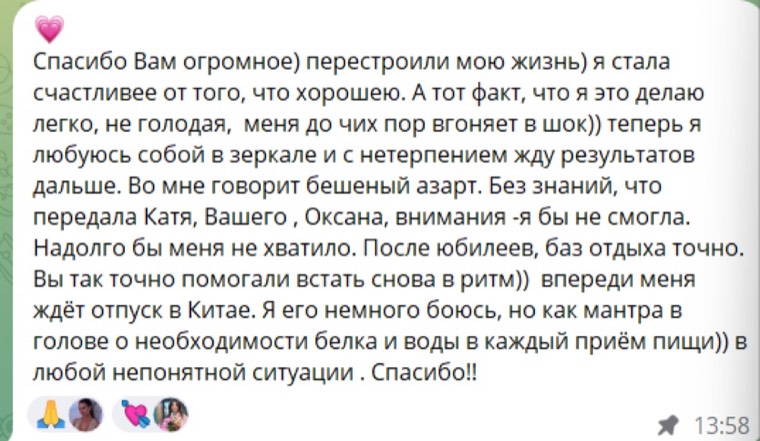 💗
Спасибо Вам огромное) перестроили мою жизнь) я стала
счастливее от того, что хорошею. А тот факт, что я это делаю
легко, не голодая,  меня до чих пор вгоняет в шок)) теперь я
любуюсь собой в зеркале и с нетерпением жду результатов
дальше. Во мне говорит бешеный азарт. Без знаний, что
передала Катя, Вашего , Оксана, внимания -я бы не смогла.
Надолго бы меня не хватило. После юбилеев, баз отдыха точно.
Вы так точно помогали встать снова в ритм))  впереди меня
ждёт отпуск в Китае. Я его немного боюсь, но как мантра в
голове о необходимости белка и воды в каждый приём пищи)) в
любой непонятной ситуации . Спасибо!!
13:58